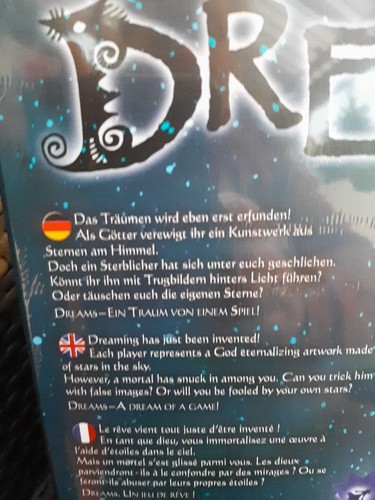 DRE
Das Träumen wird eben erst erfunden!
Als Götter verewigt ihr ein Kunstwerk aus
Sternen am Himmel.
Doch ein Sterblicher hat sich unter euch geschlichen.
Könnt ihr ihn mit Trugbildern hinters Licht führen?
Oder täuschen euch die eigenen Sterne?
DREAMS – EIN TRAUM VON EINEM SPIEL!
Dreaming has just been invented!
Each player represents a God eternalizing artwork made
of stars in the sky.
However, a mortal has snuck in among you. Can you trick him
with false images? Or will you be fooled by your own stars?
DREAMS – A DREAM OF A GAME!
Le rêve vient tout juste d'être inventé !
En tant que dieu, vous immortalisez une œuvre à
l'aide d'étoiles dans le ciel.
Mais un mortel s'est glissé parmi vous. Les dieux
parviendront-ils à le confondre par des mirages ? Ou se
feront-ils abuser par leurs propres étoiles ?
DREAMS, UN JEU DE RÊVE !